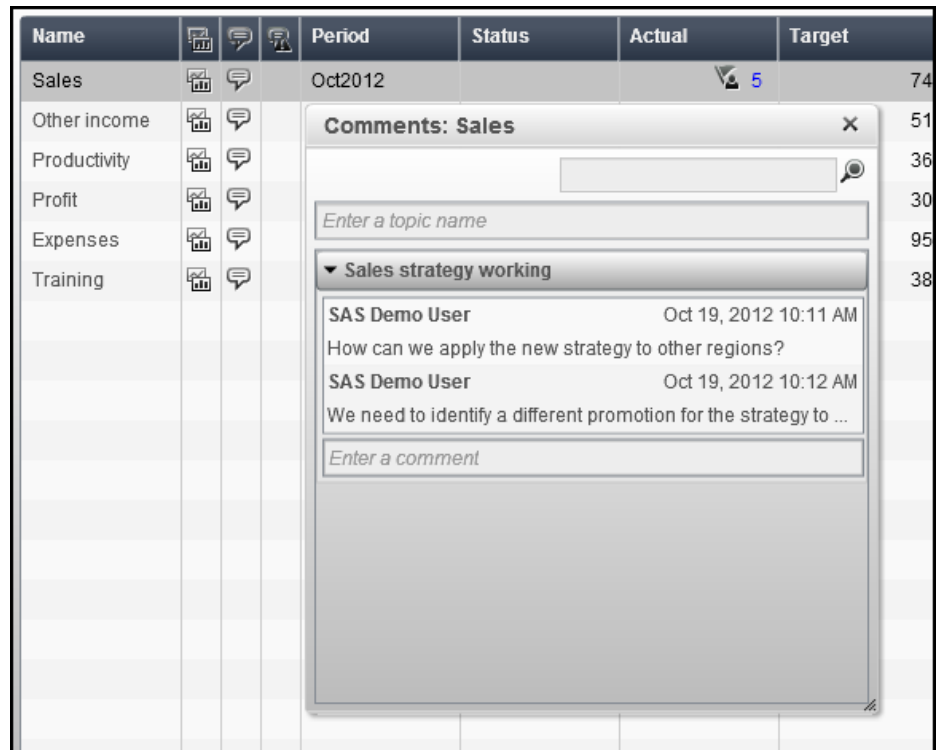 Name Period Status Actual Target
Sales Oct2012 5 74
Other income 51
Productivity 36
Profit 30
Expenses 95
Training 38
Comments: Sales
Enter a topic name
Sales strategy working
SAS Demo User Oct 19, 2012 10:11 AM
How can we apply the new strategy to other regions?
SAS Demo User Oct 19, 2012 10:12 AM
We need to identify a different promotion for the strategy to ...
Enter a comment